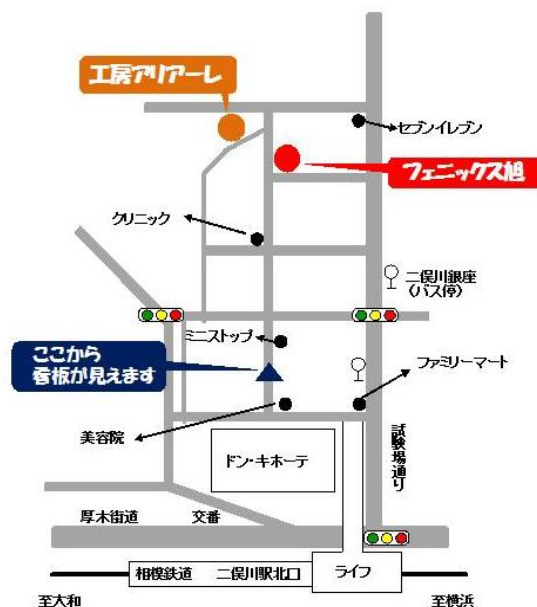 工房アリアーレ
セブンイレブン
フェニックス旭
クリニック
二俣川銀座
(バス停)
ミニストップ
ここから
看板が見えます
ファミリーマート
美容院
ドン・キホーテ
試験場通り
厚木街道
交番
相模鉄道 二俣川駅北口
ライフ
至大和
至横浜